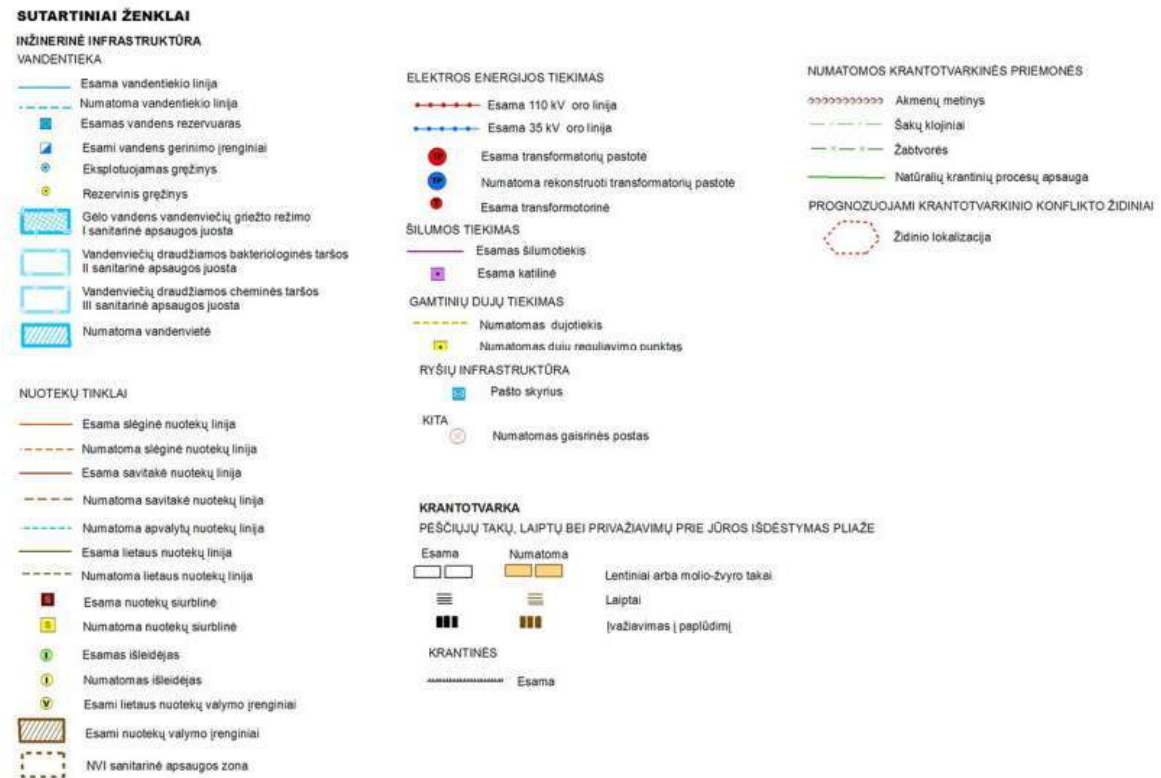 SUTARTINIAI ŽENKLAI
INŽINERINĖ INFRASTRUKTŪRA
VANDENTIEKA
Esama vandentiekio linija
Numatoma vandentiekio linija
Esamas vandens rezervuaras
Esami vandens gerinimo įrenginiai
Eksplotuojamas gręžinys
Rezervinis gręžinys
Gėlo vandens vandenviečių griežto režimo
I sanitarinė apsaugos juosta
Vandenviečių draudžiamos bakteriologinės taršos
II sanitarinė apsaugos juosta
Vandenviečių draudžiamos cheminės taršos
III sanitarinė apsaugos juosta
Numatoma vandenvietė
NUOTEKŲ TINKLAI
Esama slėginė nuotekų linija
Numatoma slėginė nuotekų linija
Esama savitakė nuotekų linija
Numatoma savitakė nuotekų linija
Numatoma apvalytų nuotekų linija
Esama lietaus nuotekų linija
Numatoma lietaus nuotekų linija
S Esama nuotekų siurblinė
S Numatoma nuotekų siurblinė
I Esamas išleidėjas
I Numatomas išleidėjas
V Esami lietaus nuotekų valymo įrenginiai
Esami nuotekų valymo įrenginiai
NVI sanitarinė apsaugos zona
ELEKTROS ENERGIJOS TIEKIMAS
Esama 110 kV oro linija
Esama 35 kV oro linija
TP Esama transformatorių pastotė
TP Numatoma rekonstruoti transformatorių pastotė
T Esama transformotorinė
ŠILUMOS TIEKIMAS
Esamas šilumotiekis
Esama katilinė
GAMTINIŲ DUJŲ TIEKIMAS
Numatomas dujotiekis
Numatomas dujų reguliavimo punktas
RYŠIŲ INFRASTRUKTŪRA
Pašto skyrius
KITA
Numatomas gaisrinės postas
KRANTOTVARKA
PĖSČIŲJŲ TAKŲ, LAIPTŲ BEI PRIVAŽIAVIMŲ PRIE JŪROS IŠDĖSTYMAS PLIAŽE
Esama Numatoma
Lentiniai arba molio-žvyro takai
Laiptai
Įvažiavimas į paplūdimį
KRANTINĖS
Esama
NUMATOMOS KRANTOTVARKINĖS PRIEMONĖS
Akmenų metinys
Šakų klojiniai
Žabtvorės
Natūralių krantinių procesų apsauga
PROGNOZUOJAMI KRANTOTVARKINIO KONFLIKTO ŽIDINIAI
Židinio lokalizacija